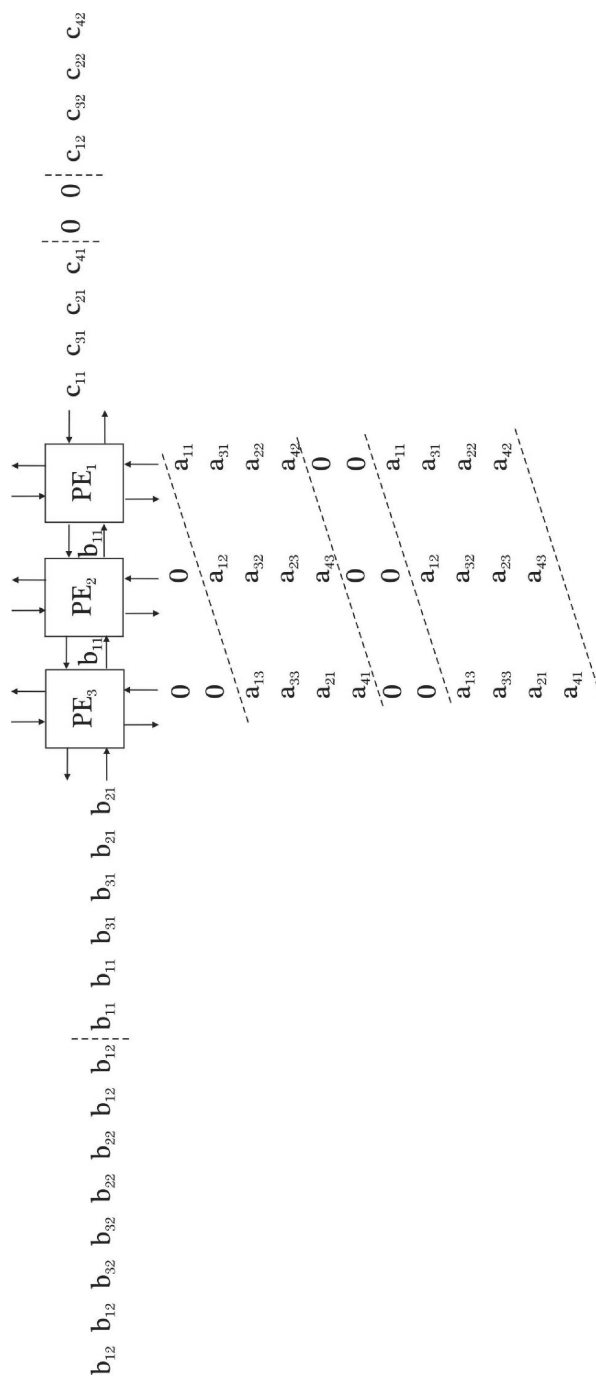 b₁₂ b₁₂ b₃₂ b₃₂ b₂₂ b₂₂ b₁₂ b₁₂ b₁₁ b₁₁ b₃₁ b₃₁ b₂₁ b₂₁ PE₃ b₁₁ PE₂ b₁₁ PE₁ c₁₁ c₃₁ c₂₁ c₄₁ 0 0 c₁₂ c₃₂ c₂₂ c₄₂
0 0 a₁₁
0 a₁₂ a₃₁
a₁₃ a₃₂ a₂₂
a₃₃ a₂₃ a₄₂
a₂₁ a₄₃ 0
a₄₁ 0 0
0 0 a₁₁
0 a₁₂ a₃₁
a₁₃ a₃₂ a₂₂
a₃₃ a₂₃ a₄₂
a₂₁ a₄₃
a₄₁